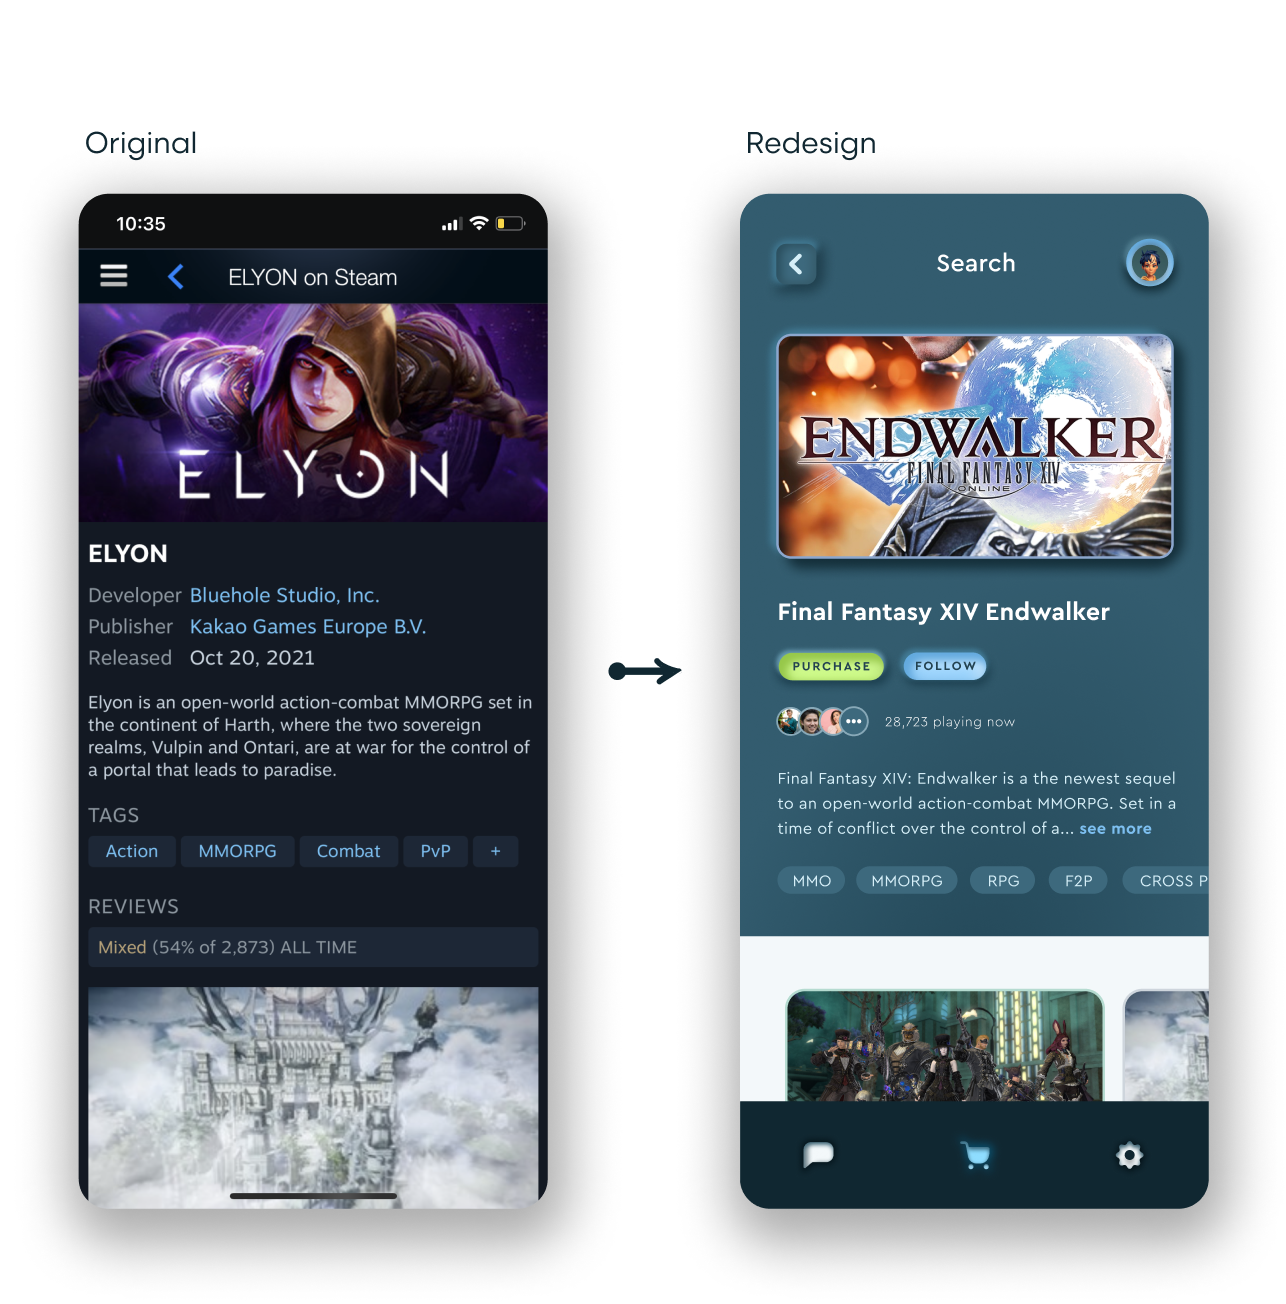 Original
10:35
ELYON on Steam
ELYON
ELYON
Developer Bluehole Studio, Inc.
Publisher Kakao Games Europe B.V.
Released Oct 20, 2021
Elyon is an open-world action-combat MMORPG set in
the continent of Harth, where the two sovereign
realms, Vulpin and Ontari, are at war for the control of
a portal that leads to paradise.
TAGS
Action MMORPG Combat PvP +
REVIEWS
Mixed (54% of 2,873) ALL TIME
Redesign
Search
ENDWALKER
FINAL FANTASY XIV
ONLINE
Final Fantasy XIV Endwalker
PURCHASE FOLLOW
28,723 playing now
Final Fantasy XIV: Endwalker is a the newest sequel
to an open-world action-combat MMORPG. Set in a
time of conflict over the control of a... see more
MMO MMORPG RPG F2P CROSS P